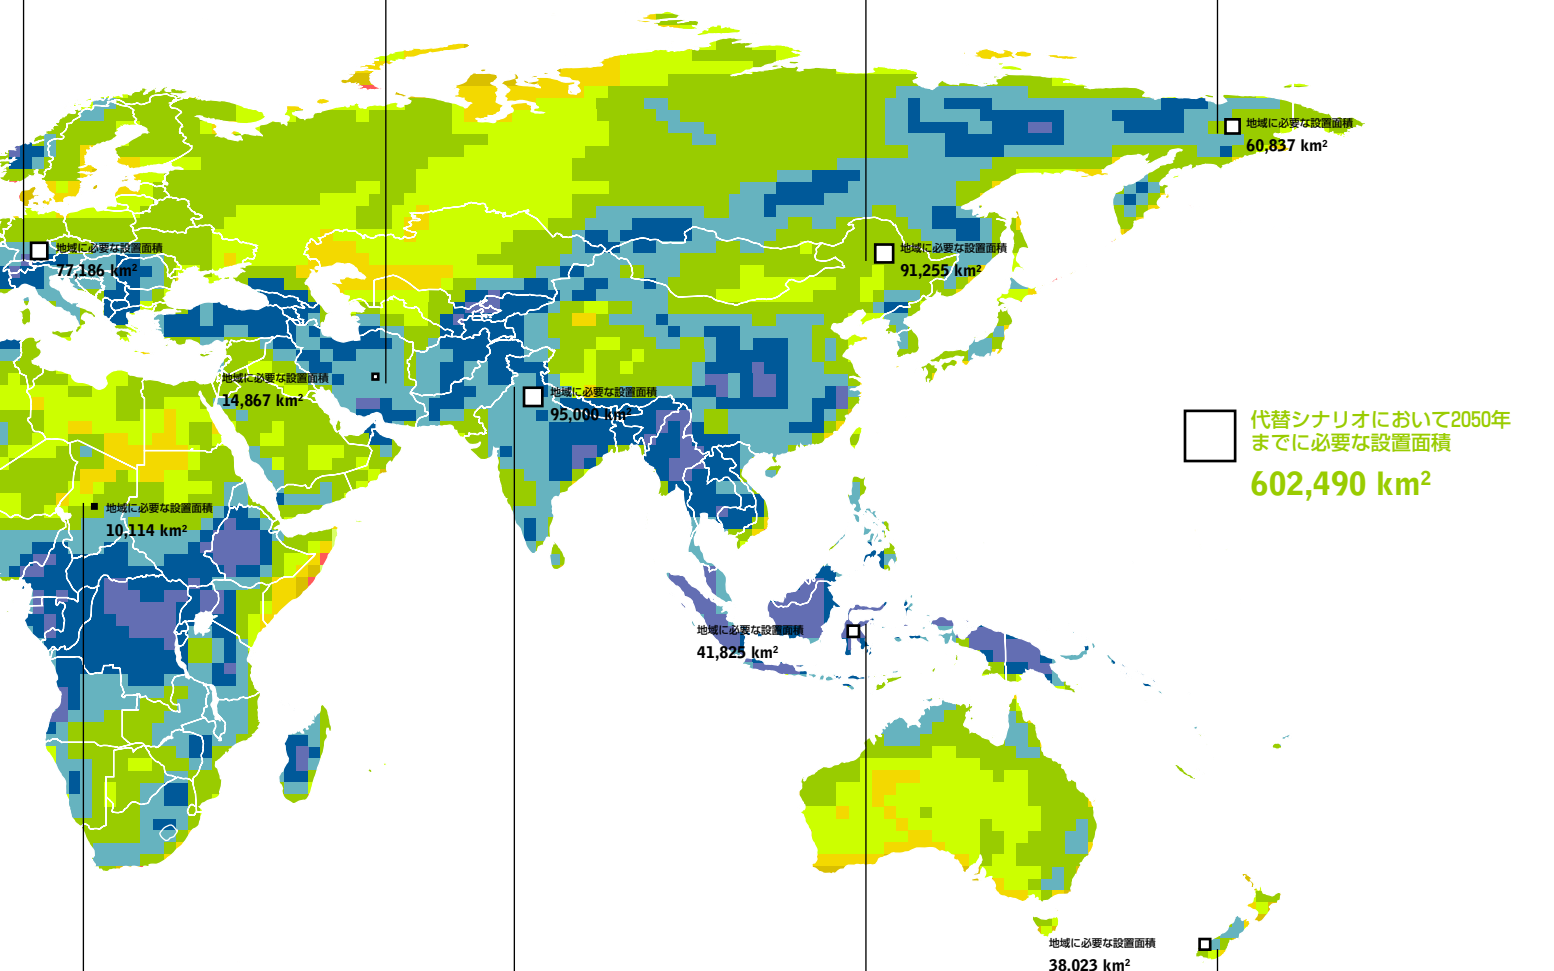 地域に必要な設置面積
60,837 km²
地域に必要な設置面積
77,186 km²
地域に必要な設置面積
91,255 km²
地域に必要な設置面積
14,867 km²
地域に必要な設置面積
95,000 km²
代替シナリオにおいて2050年
までに必要な設置面積
602,490 km²
地域に必要な設置面積
10,114 km²
地域に必要な設置面積
41,825 km²
地域に必要な設置面積
38,023 km²